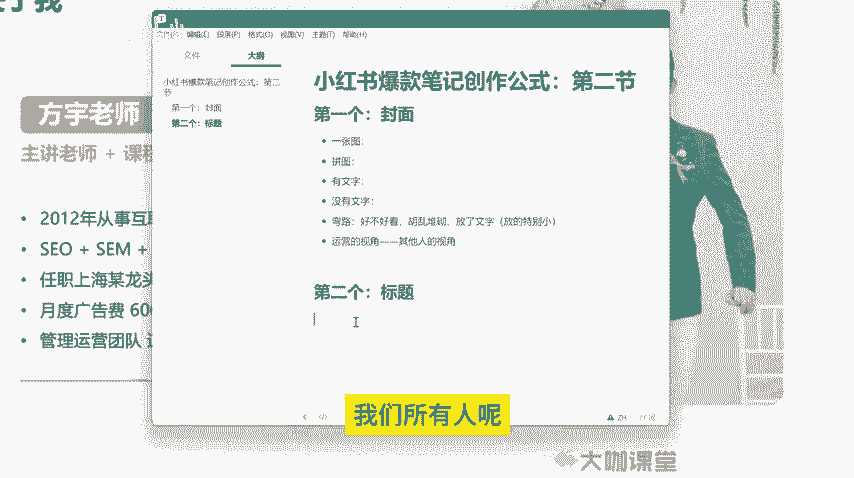 方宇老师
主讲老师 + 课程
2012年从事互联
SEO + SEM +
任职上海某龙头
月度广告费 600
管理运营团队
编辑(E) 段落(P) 格式(O) 视图(V) 主题(T) 帮助(H)
文件 大纲
小红书爆款笔记创作公式：第二节
第一个：封面
第二个：标题
小红书爆款笔记创作公式：第二节
第一个：封面
一张图：
拼图：
有文字：
没有文字：
弯路：好不好看，胡乱堆砌、放了文字（放的特别小）
运营的视角——其他人的视角
第二个：标题
我们所有人呢
大咖课堂